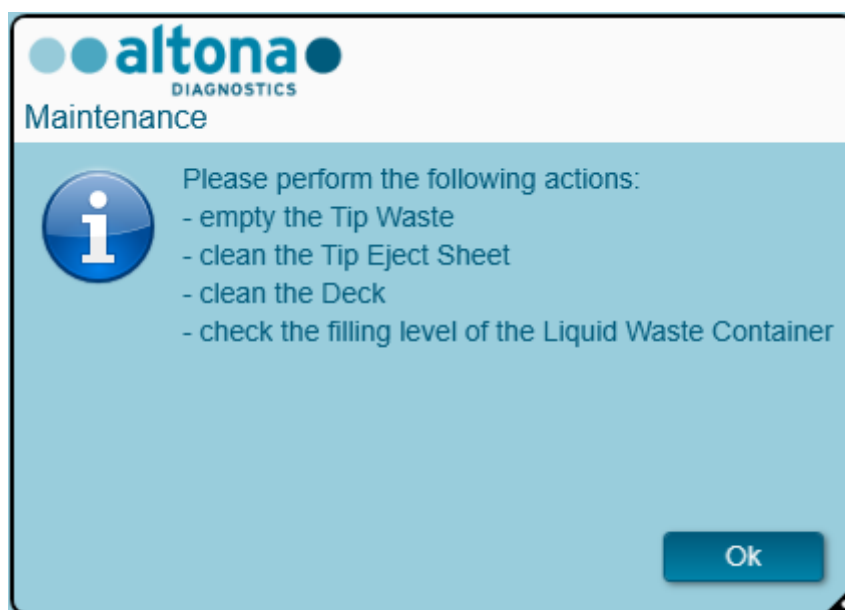 altona
DIAGNOSTICS
Maintenance
Please perform the following actions:
- empty the Tip Waste
- clean the Tip Eject Sheet
- clean the Deck
- check the filling level of the Liquid Waste Container
Ok